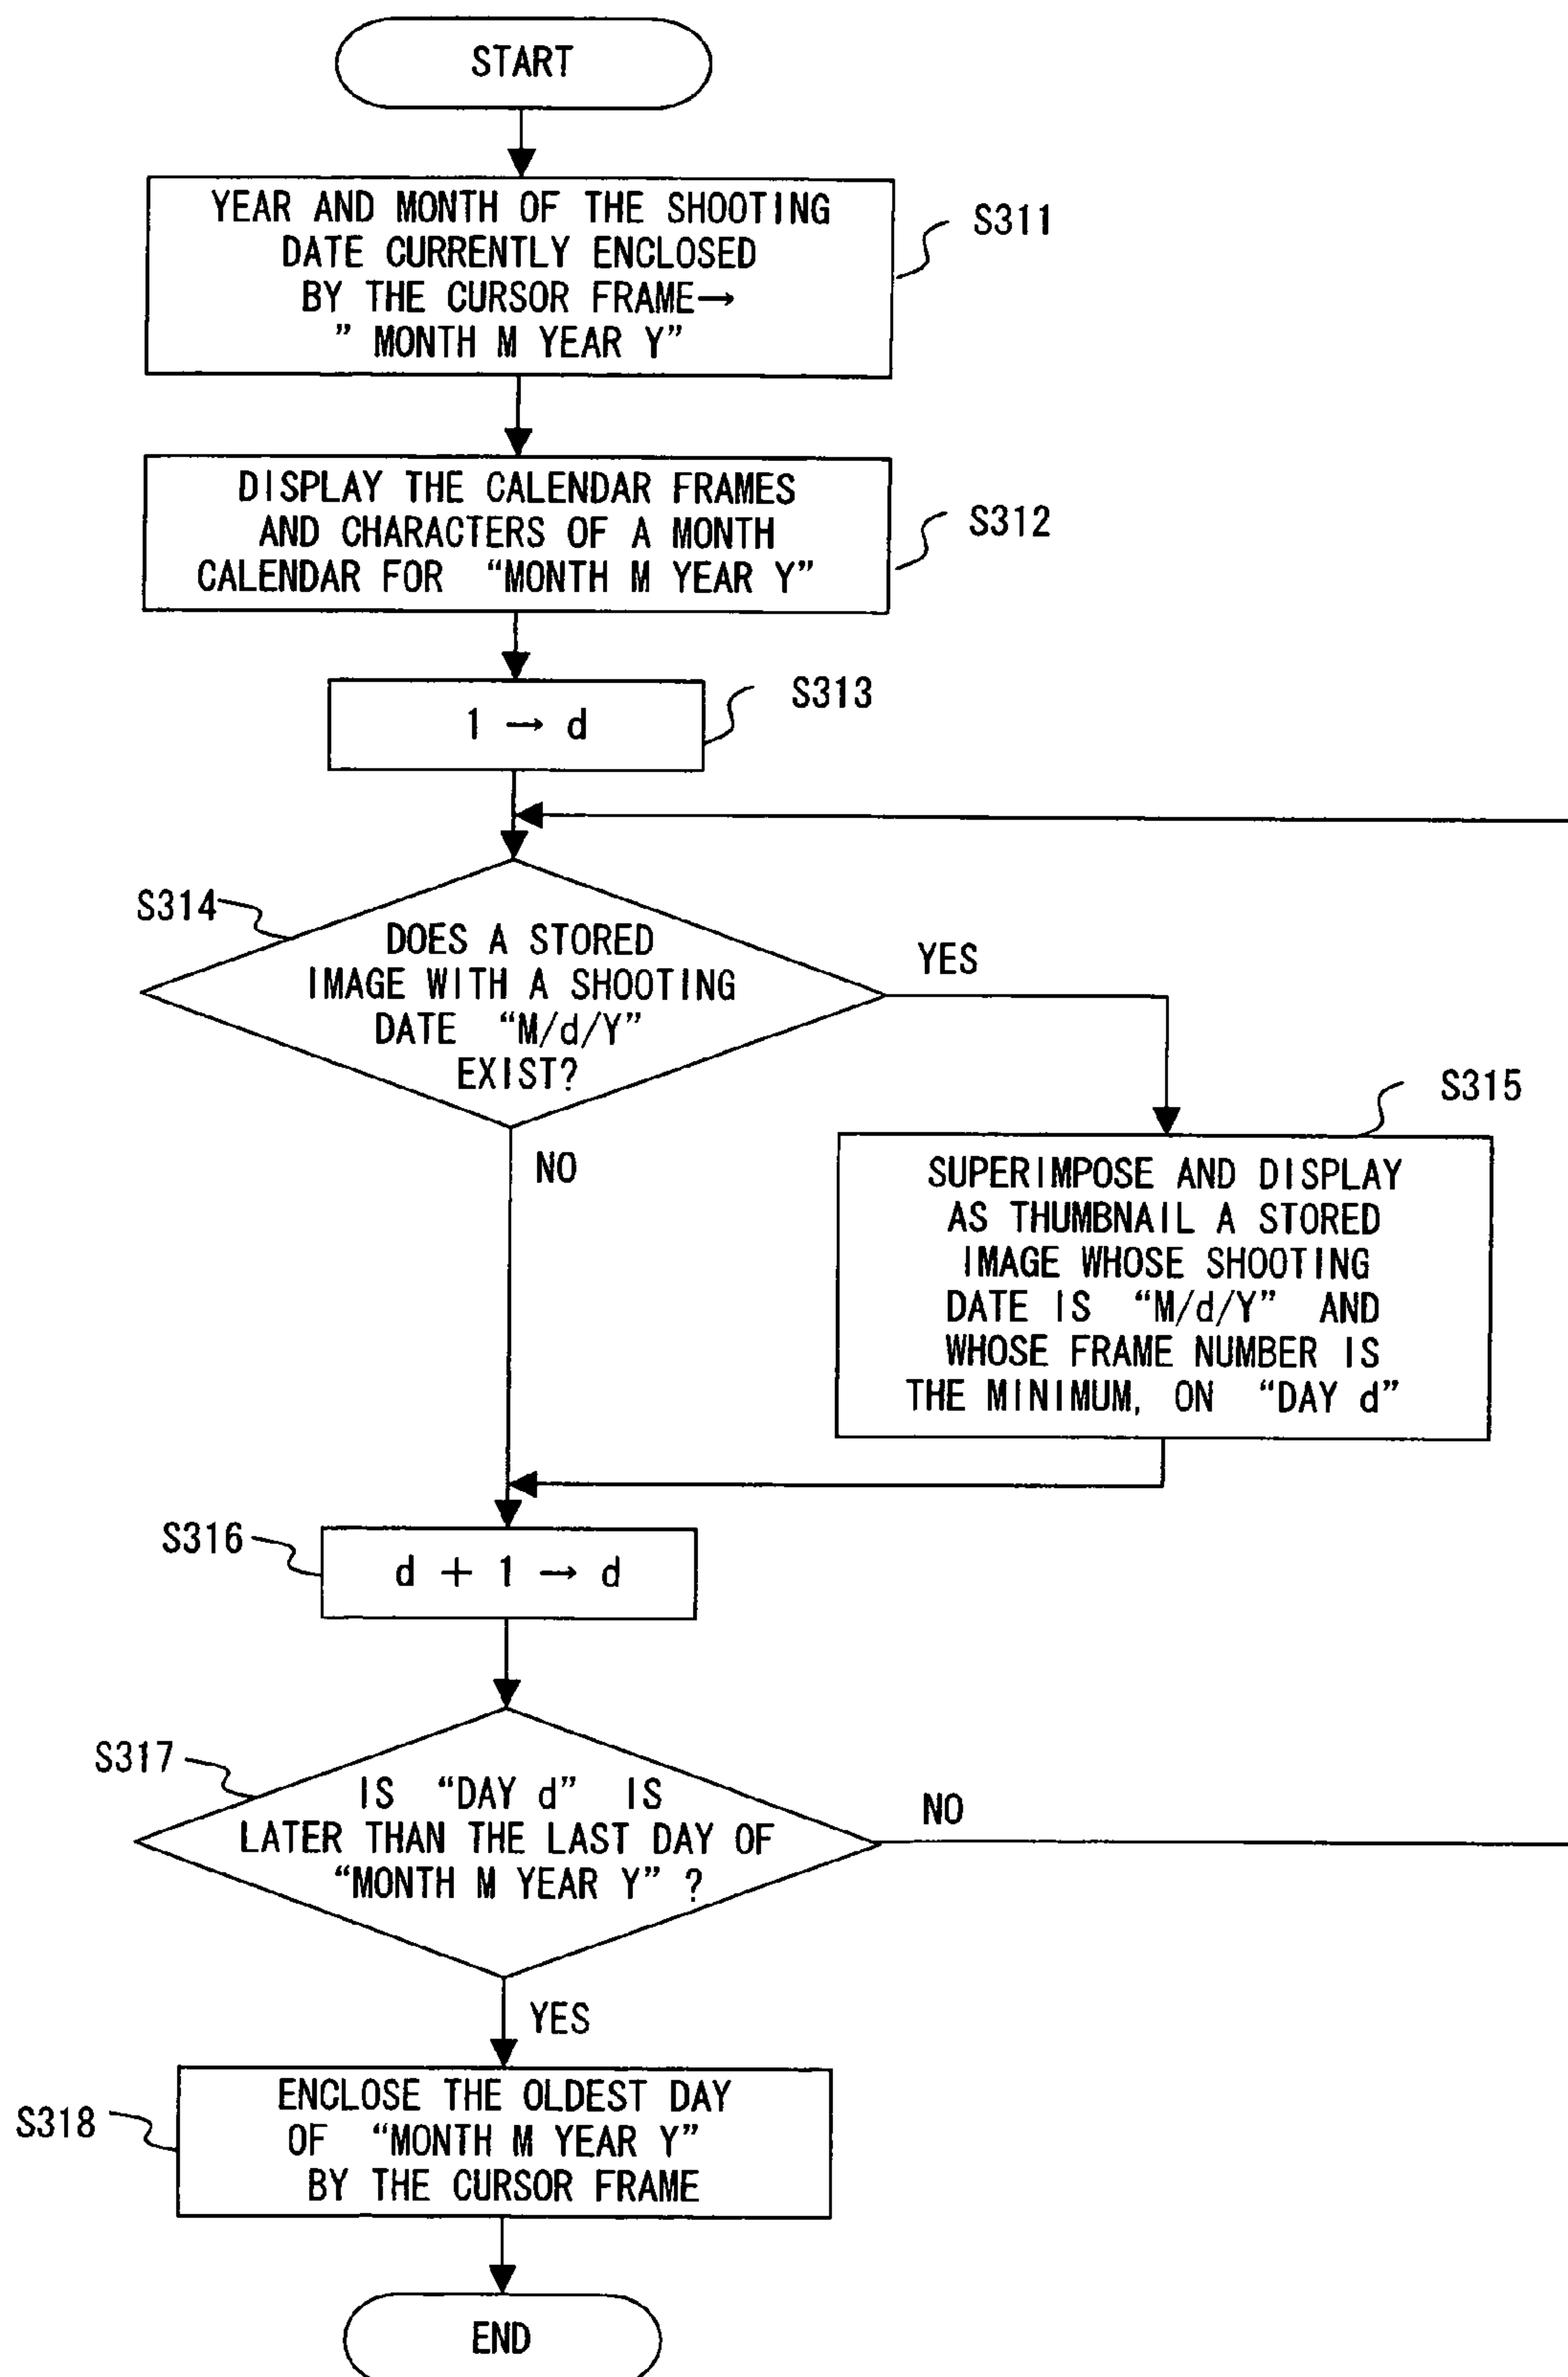 START
YEAR AND MONTH OF THE SHOOTING
DATE CURRENTLY ENCLOSED
BY THE CURSOR FRAME→
” MONTH M YEAR Y”
S311
DISPLAY THE CALENDAR FRAMES
AND CHARACTERS OF A MONTH
CALENDAR FOR “MONTH M YEAR Y”
S312
1 → d
S313
S314
DOES A STORED
IMAGE WITH A SHOOTING
DATE “M/d/Y”
EXIST?
YES
NO
S315
SUPERIMPOSE AND DISPLAY
AS THUMBNAIL A STORED
IMAGE WHOSE SHOOTING
DATE IS “M/d/Y” AND
WHOSE FRAME NUMBER IS
THE MINIMUM, ON “DAY d”
S316
d + 1 → d
S317
IS “DAY d” IS
LATER THAN THE LAST DAY OF
“MONTH M YEAR Y” ?
NO
YES
S318
ENCLOSE THE OLDEST DAY
OF “MONTH M YEAR Y”
BY THE CURSOR FRAME
END